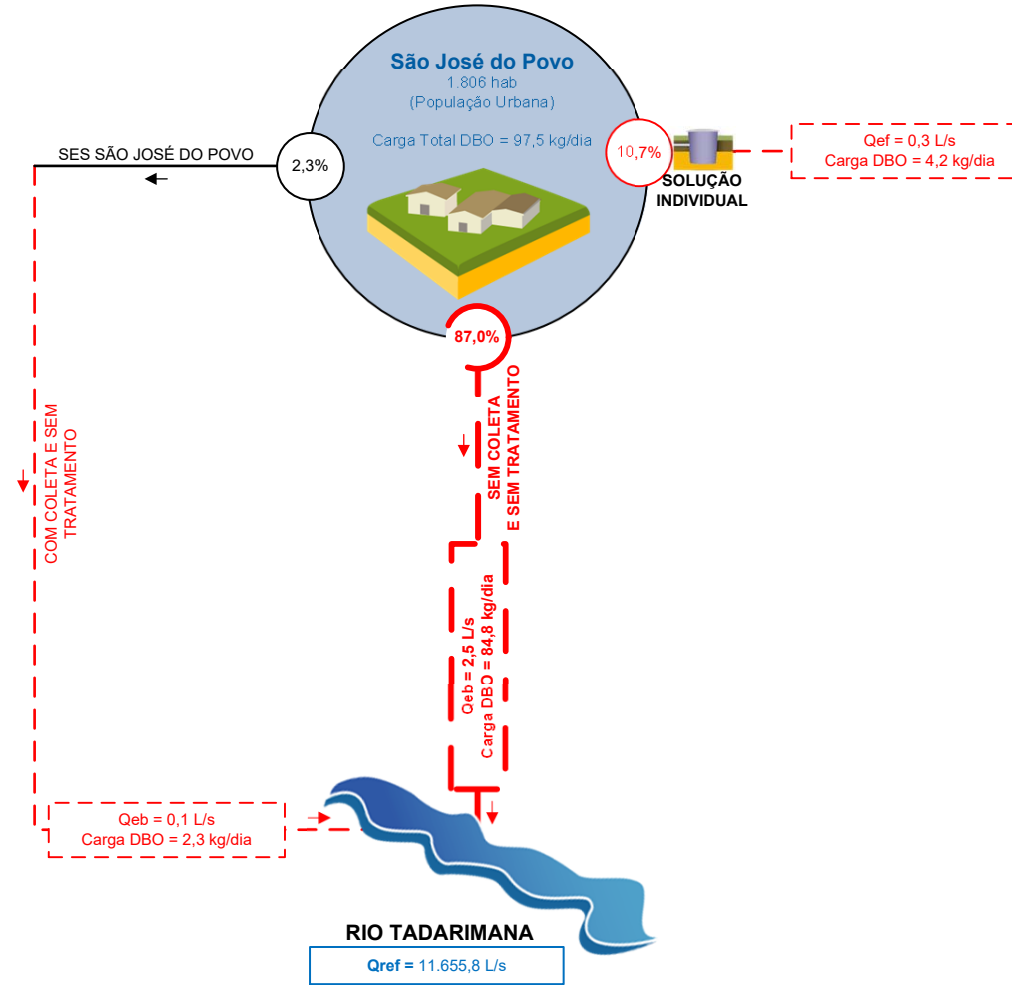 São José do Povo
1.806 hab
(População Urbana)
Carga Total DBO = 97,5 kg/dia
SES SÃO JOSÉ DO POVO
2,3%
10,7%
SOLUÇÃO
INDIVIDUAL
Qef = 0,3 L/s
Carga DBO = 4,2 kg/dia
87,0%
COM COLETA E SEM
TRATAMENTO
SEM COLETA
E SEM TRATAMENTO
Qeb = 2,5 L/s
Carga DBO = 84,8 kg/dia
Qeb = 0,1 L/s
Carga DBO = 2,3 kg/dia
RIO TADARIMANA
Qref = 11.655,8 L/s